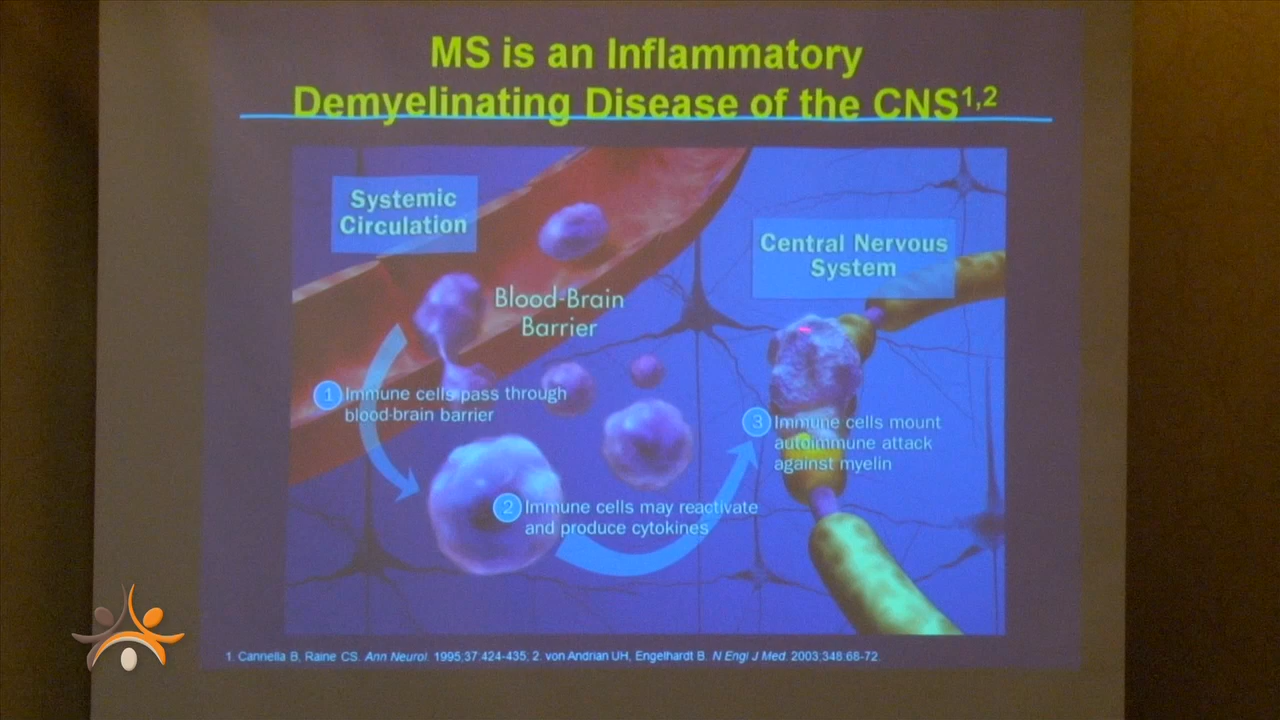 MS is an Inflammatory
Demyelinating Disease of the CNS1,2
Systemic
Circulation
Central Nervous
System
Blood-Brain
Barrier
1 Immune cells pass through
blood-brain barrier
3 Immune cells mount
autoimmune attack
against myelin
2 Immune cells may reactivate
and produce cytokines
1. Cannella B, Raine CS. Ann Neurol. 1995;37:424-435; 2. von Andrian UH, Engelhardt B. N Engl J Med. 2003;348:68-72.